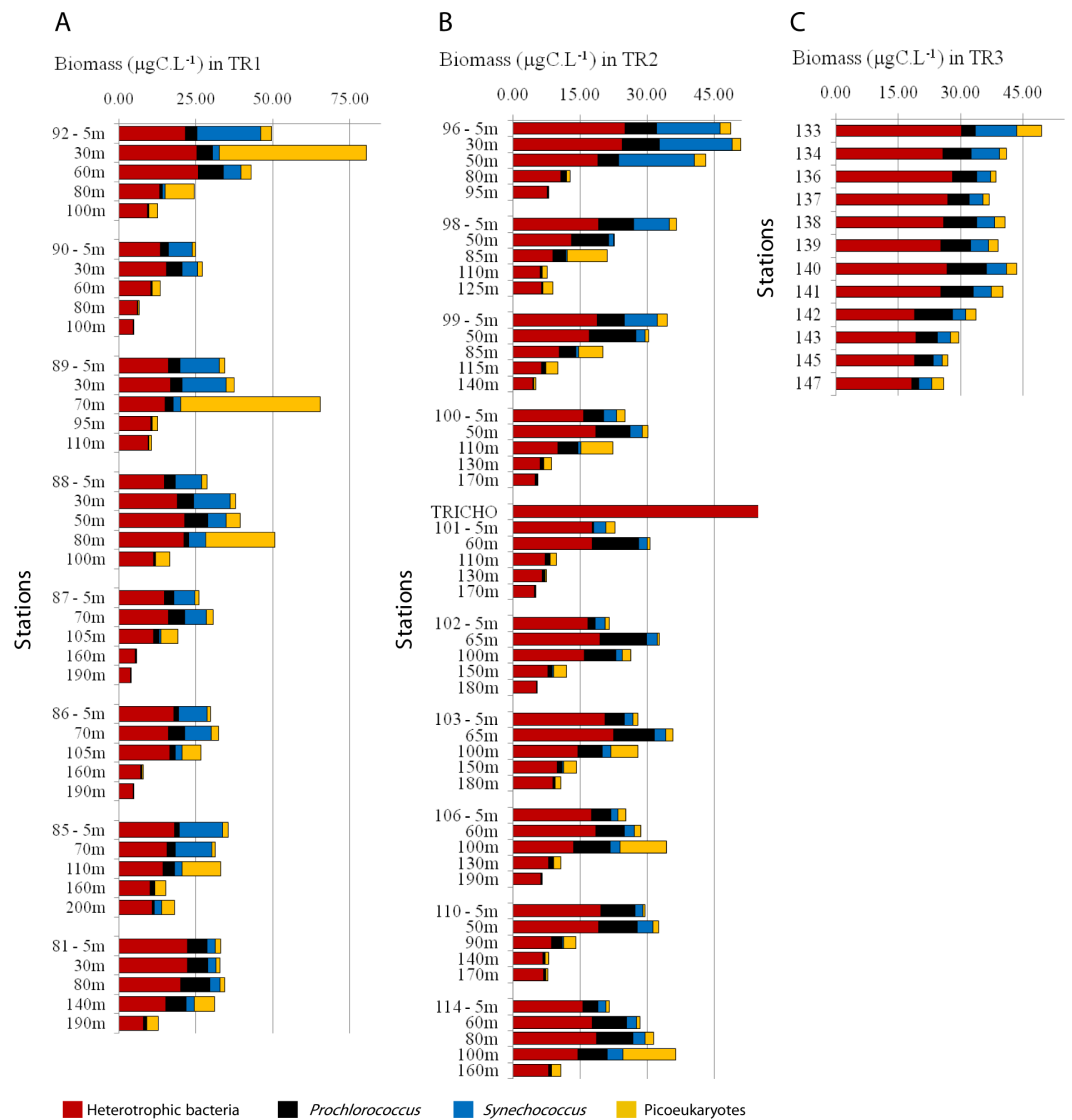 A
Biomass (µgC.L⁻¹) in TR1
0.00 25.00 50.00 75.00
92 - 5m
30m
60m
80m
100m
90 - 5m
30m
60m
80m
100m
89 - 5m
30m
70m
95m
110m
88 - 5m
30m
50m
80m
100m
87 - 5m
70m
105m
160m
190m
86 - 5m
70m
105m
160m
190m
85 - 5m
70m
110m
160m
200m
81 - 5m
30m
80m
140m
190m
Stations
B
Biomass (µgC.L⁻¹) in TR2
0.00 15.00 30.00 45.00
96 - 5m
30m
50m
80m
95m
98 - 5m
50m
85m
110m
125m
99 - 5m
50m
85m
115m
140m
100 - 5m
50m
110m
130m
170m
TRICHO
101 - 5m
60m
110m
130m
170m
102 - 5m
65m
100m
150m
180m
103 - 5m
65m
100m
150m
180m
106 - 5m
60m
100m
130m
190m
110 - 5m
50m
90m
140m
170m
114 - 5m
60m
80m
100m
160m
Stations
C
Biomass (µgC.L⁻¹) in TR3
0.00 15.00 30.00 45.00
133
134
136
137
138
139
140
141
142
143
145
147
Stations
Heterotrophic bacteria Prochlorococcus Synechococcus Picoeukaryotes